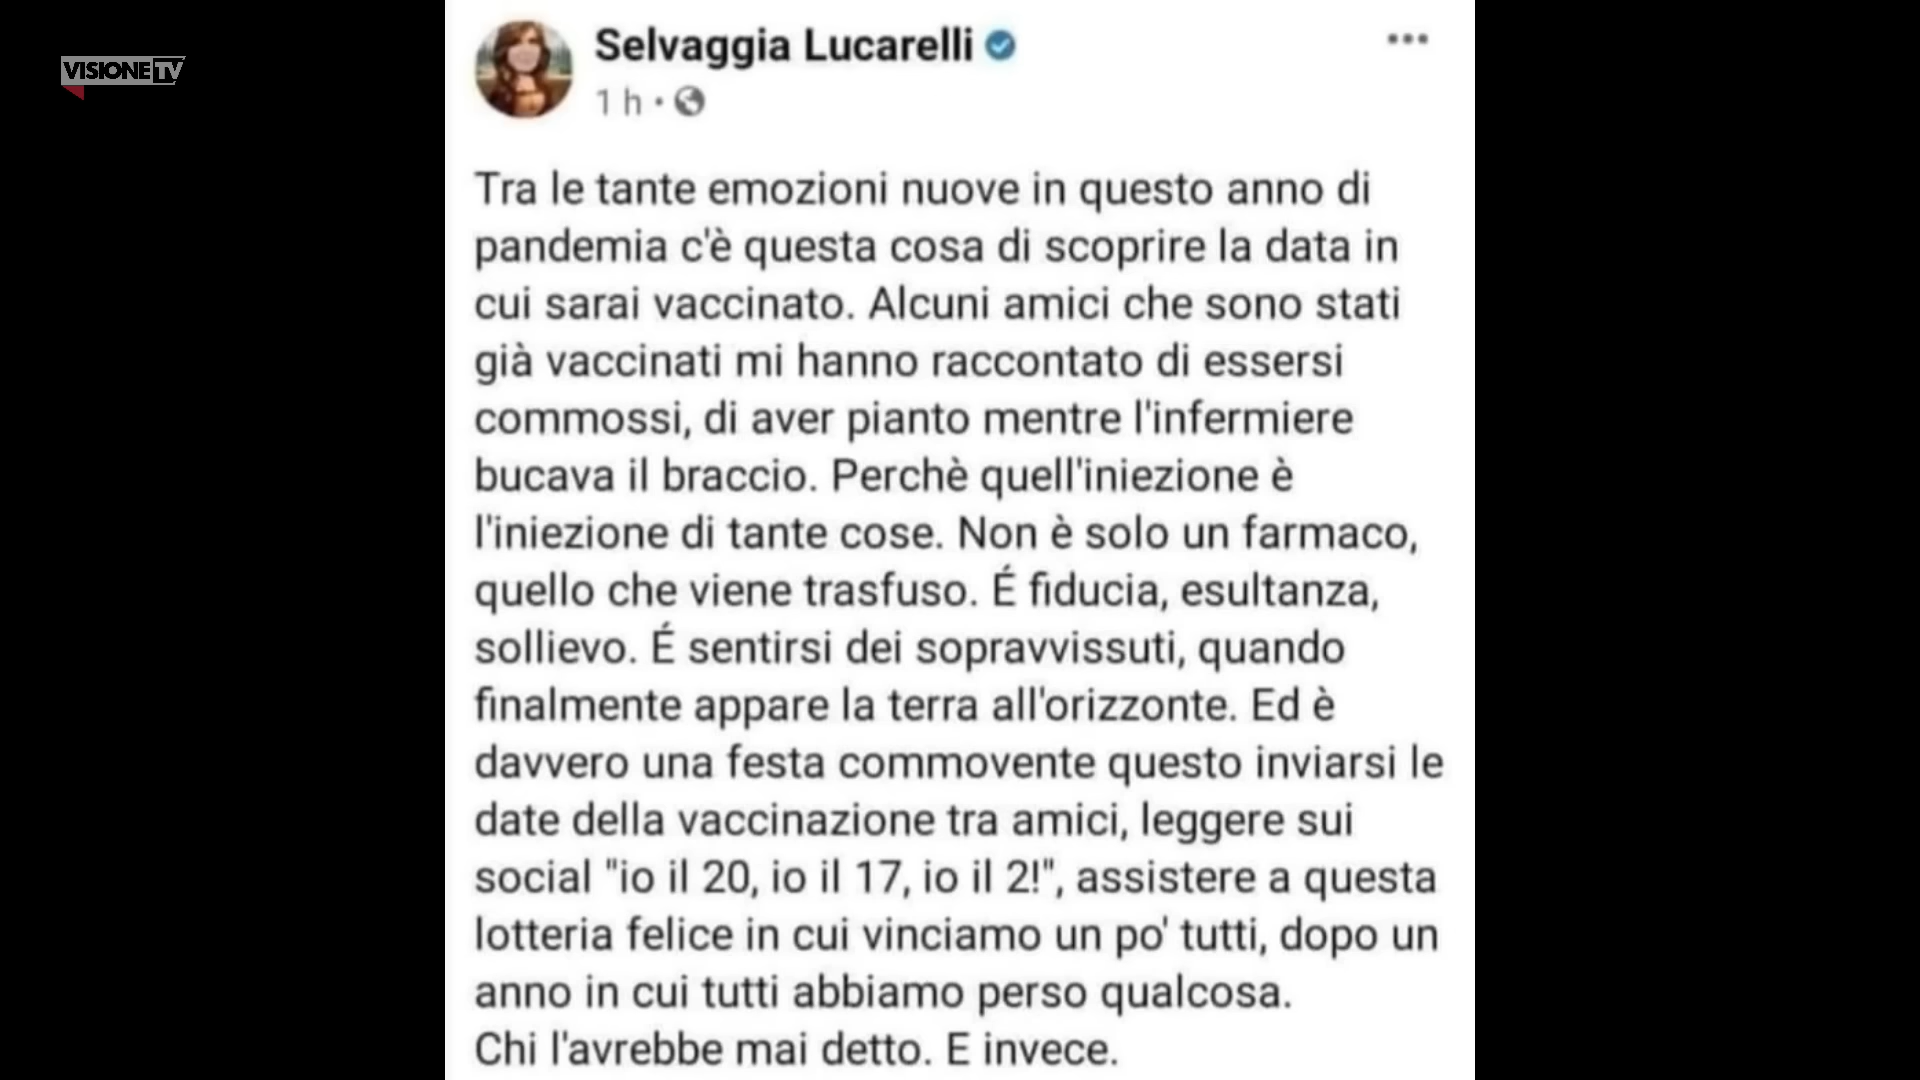 VISIONE TV
Selvaggia Lucarelli
1 h
Tra le tante emozioni nuove in questo anno di
pandemia c'è questa cosa di scoprire la data in
cui sarai vaccinato. Alcuni amici che sono stati
già vaccinati mi hanno raccontato di essersi
commossi, di aver pianto mentre l'infermiere
bucava il braccio. Perchè quell'iniezione è
l'iniezione di tante cose. Non è solo un farmaco,
quello che viene trasfuso. É fiducia, esultanza,
sollievo. É sentirsi dei sopravvissuti, quando
finalmente appare la terra all'orizzonte. Ed è
davvero una festa commovente questo inviarsi le
date della vaccinazione tra amici, leggere sui
social "io il 20, io il 17, io il 2!", assistere a questa
lotteria felice in cui vinciamo un po' tutti, dopo un
anno in cui tutti abbiamo perso qualcosa.
Chi l'avrebbe mai detto. E invece.